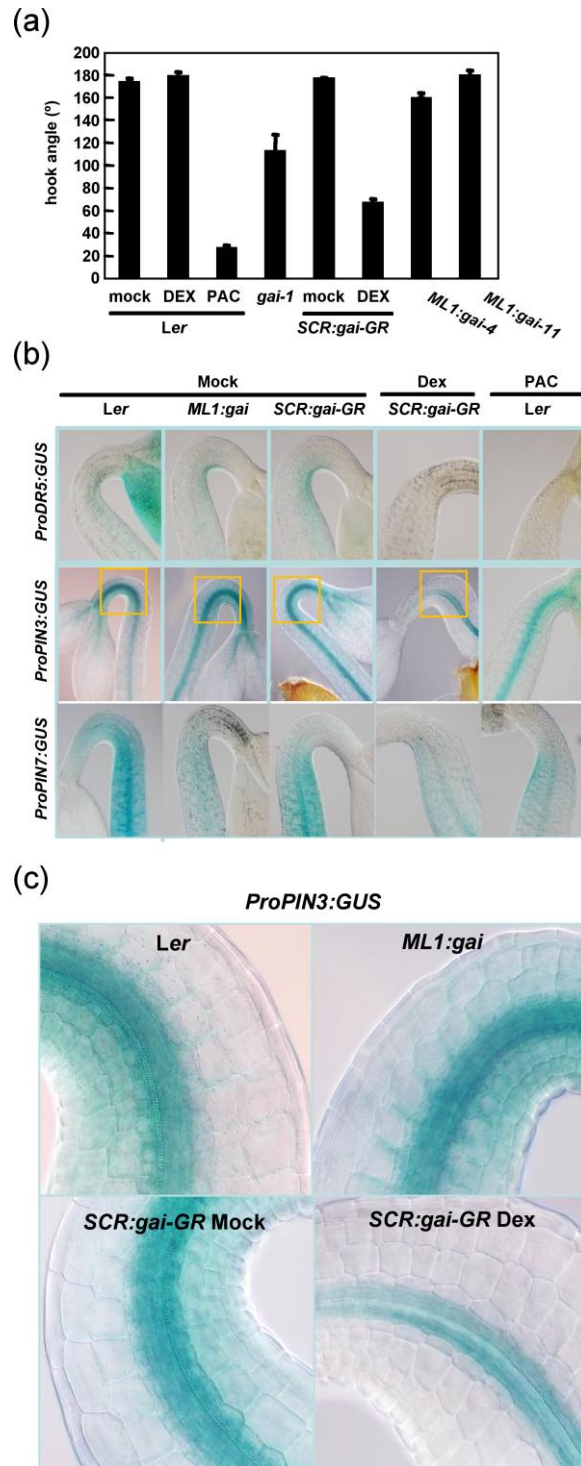 (a)
200
180
160
140
120
100
80
60
40
20
0
hook angle (º)
mock DEX PAC gai-1 mock DEX ML1:gai-4 ML1:gai-11
Ler SCR:gai-GR
(b)
Mock Dex PAC
Ler ML1:gai SCR:gai-GR SCR:gai-GR Ler
ProDR5:GUS
ProPIN3:GUS
ProPIN7:GUS
(c)
ProPIN3:GUS
Ler ML1:gai
SCR:gai-GR Mock SCR:gai-GR Dex